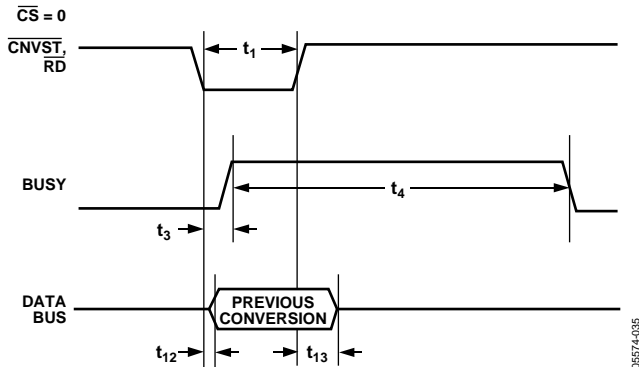 CS = 0
CNVST,
RD
t1
BUSY
t4
t3
DATA
BUS
PREVIOUS
CONVERSION
t12
t13
05574-035